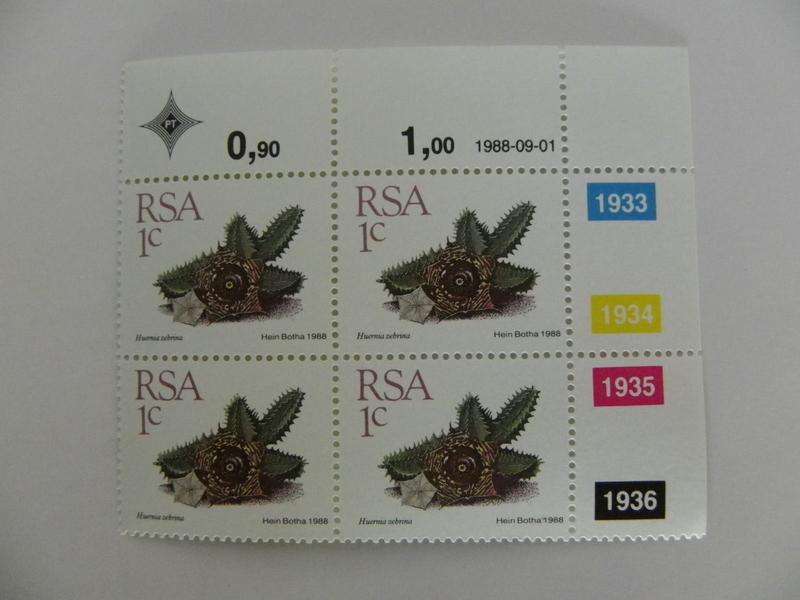 PT
0,90
1,00 1988-09-01
RSA
1c
Huernia zebrina
Hein Botha 1988
RSA
1c
Huernia zebrina
Hein Botha 1988
1933
1934
RSA
1c
Huernia zebrina
Hein Botha 1988
RSA
1c
Huernia zebrina
Hein Botha 1988
1935
1936